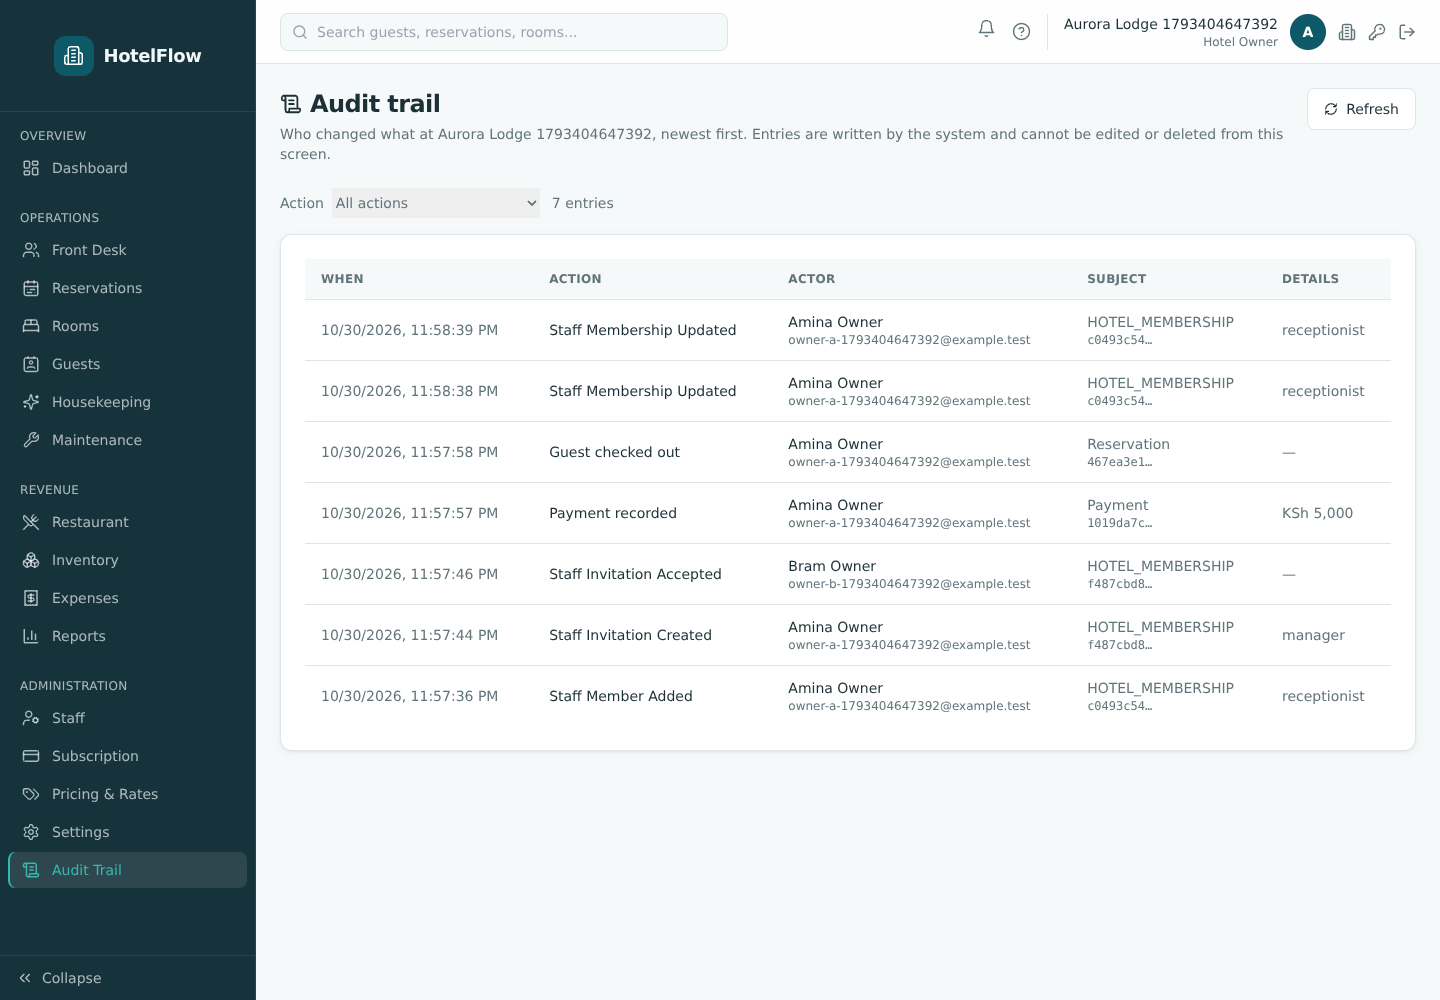 HotelFlow
OVERVIEW
Dashboard
OPERATIONS
Front Desk
Reservations
Rooms
Guests
Housekeeping
Maintenance
REVENUE
Restaurant
Inventory
Expenses
Reports
ADMINISTRATION
Staff
Subscription
Pricing & Rates
Settings
Audit Trail
Collapse
Search guests, reservations, rooms...
Aurora Lodge 1793404647392
Hotel Owner
A
Audit trail
Who changed what at Aurora Lodge 1793404647392, newest first. Entries are written by the system and cannot be edited or deleted from this
screen.
Refresh
Action All actions 7 entries
WHEN ACTION ACTOR SUBJECT DETAILS
10/30/2026, 11:58:39 PM Staff Membership Updated Amina Owner HOTEL_MEMBERSHIP receptionist
owner-a-1793404647392@example.test c0493c54…
10/30/2026, 11:58:38 PM Staff Membership Updated Amina Owner HOTEL_MEMBERSHIP receptionist
owner-a-1793404647392@example.test c0493c54…
10/30/2026, 11:57:58 PM Guest checked out Amina Owner Reservation —
owner-a-1793404647392@example.test 467ea3e1…
10/30/2026, 11:57:57 PM Payment recorded Amina Owner Payment KSh 5,000
owner-a-1793404647392@example.test 1019da7c…
10/30/2026, 11:57:46 PM Staff Invitation Accepted Bram Owner HOTEL_MEMBERSHIP —
owner-b-1793404647392@example.test f487cbd8…
10/30/2026, 11:57:44 PM Staff Invitation Created Amina Owner HOTEL_MEMBERSHIP manager
owner-a-1793404647392@example.test f487cbd8…
10/30/2026, 11:57:36 PM Staff Member Added Amina Owner HOTEL_MEMBERSHIP receptionist
owner-a-1793404647392@example.test c0493c54…